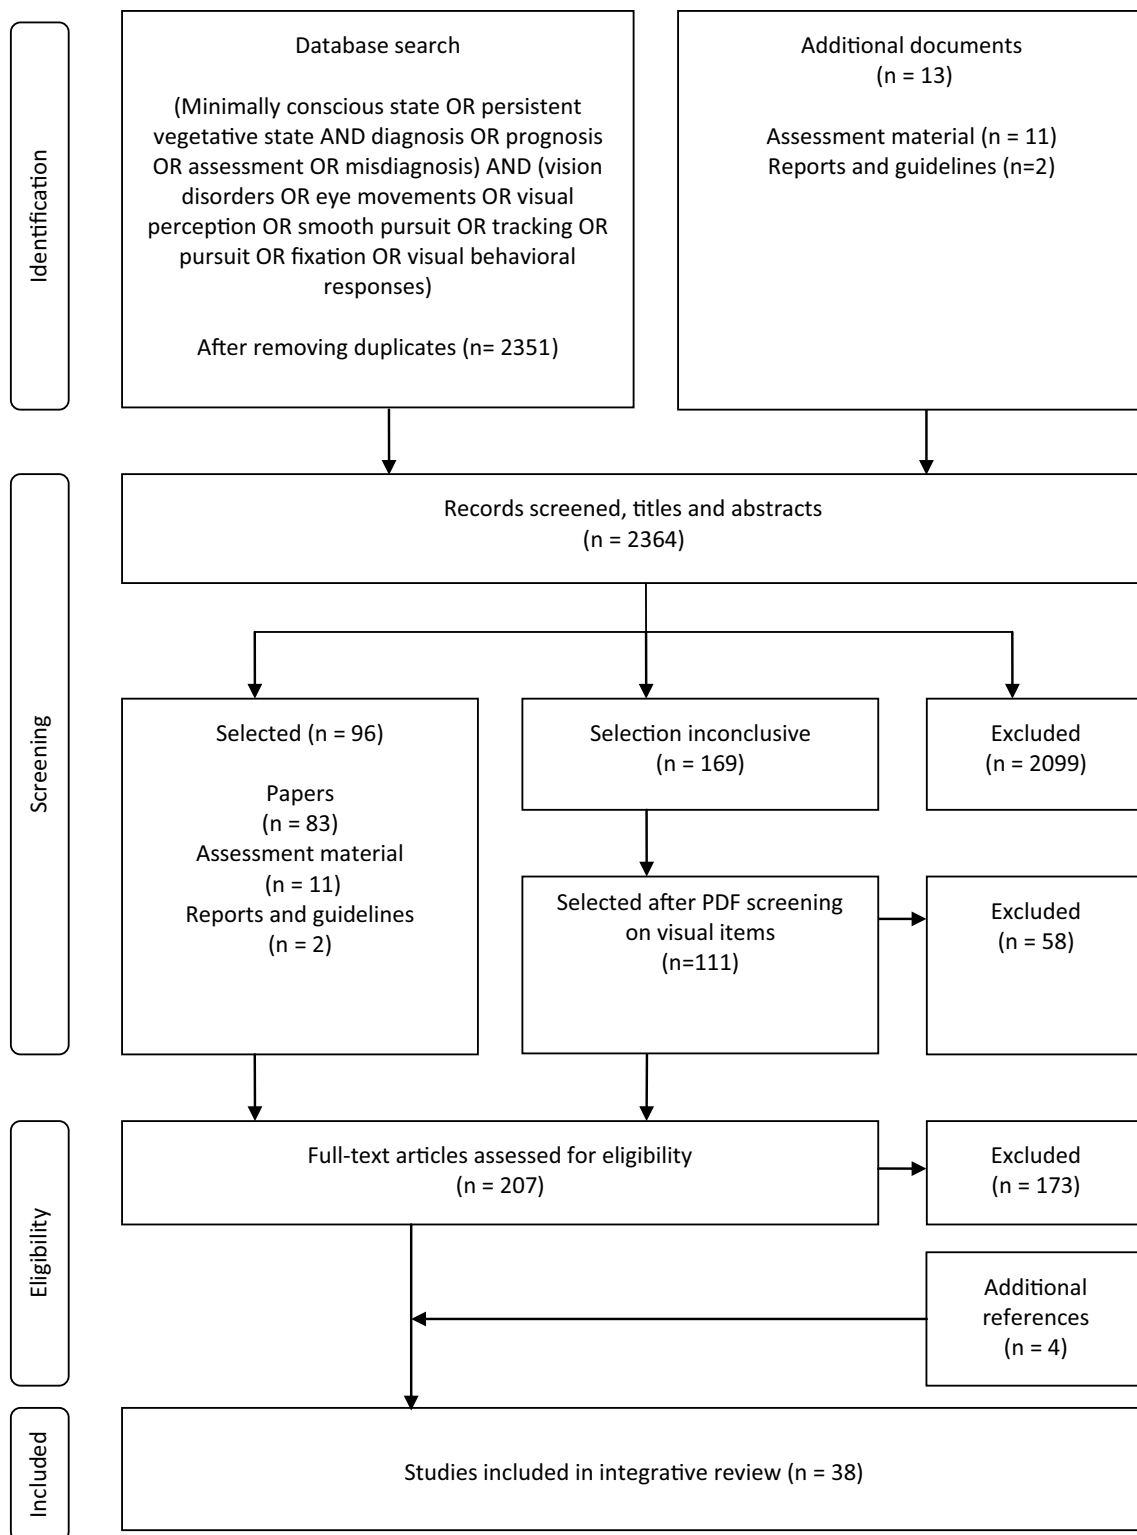 Identification
Database search
(Minimally conscious state OR persistent
vegetative state AND diagnosis OR prognosis
OR assessment OR misdiagnosis) AND (vision
disorders OR eye movements OR visual
perception OR smooth pursuit OR tracking OR
pursuit OR fixation OR visual behavioral
responses)
After removing duplicates (n= 2351)
Additional documents
(n = 13)
Assessment material (n = 11)
Reports and guidelines (n=2)
Screening
Records screened, titles and abstracts
(n = 2364)
Selected (n = 96)
Papers
(n = 83)
Assessment material
(n = 11)
Reports and guidelines
(n = 2)
Selection inconclusive
(n = 169)
Excluded
(n = 2099)
Selected after PDF screening
on visual items
(n=111)
Excluded
(n = 58)
Eligibility
Full-text articles assessed for eligibility
(n = 207)
Excluded
(n = 173)
Additional
references
(n = 4)
Included
Studies included in integrative review (n = 38)